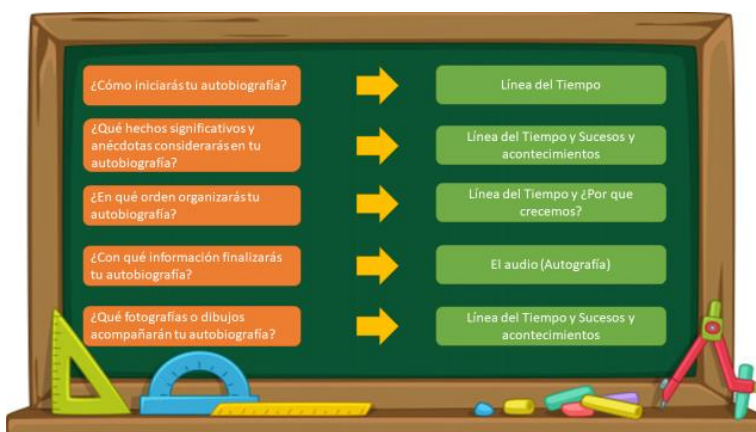 ¿Cómo iniciarás tu autobiografía?
Línea del Tiempo
¿Qué hechos significativos y
anécdotas considerarás en tu
autobiografía?
Línea del Tiempo y Sucesos y
acontecimientos
¿En qué orden organizarás tu
autobiografía?
Línea del Tiempo y ¿Por que
crecemos?
¿Con qué información finalizarás
tu autobiografía?
El audio (Autografía)
¿Qué fotografías o dibujos
acompañarán tu autobiografía?
Línea del Tiempo y Sucesos y
acontecimientos